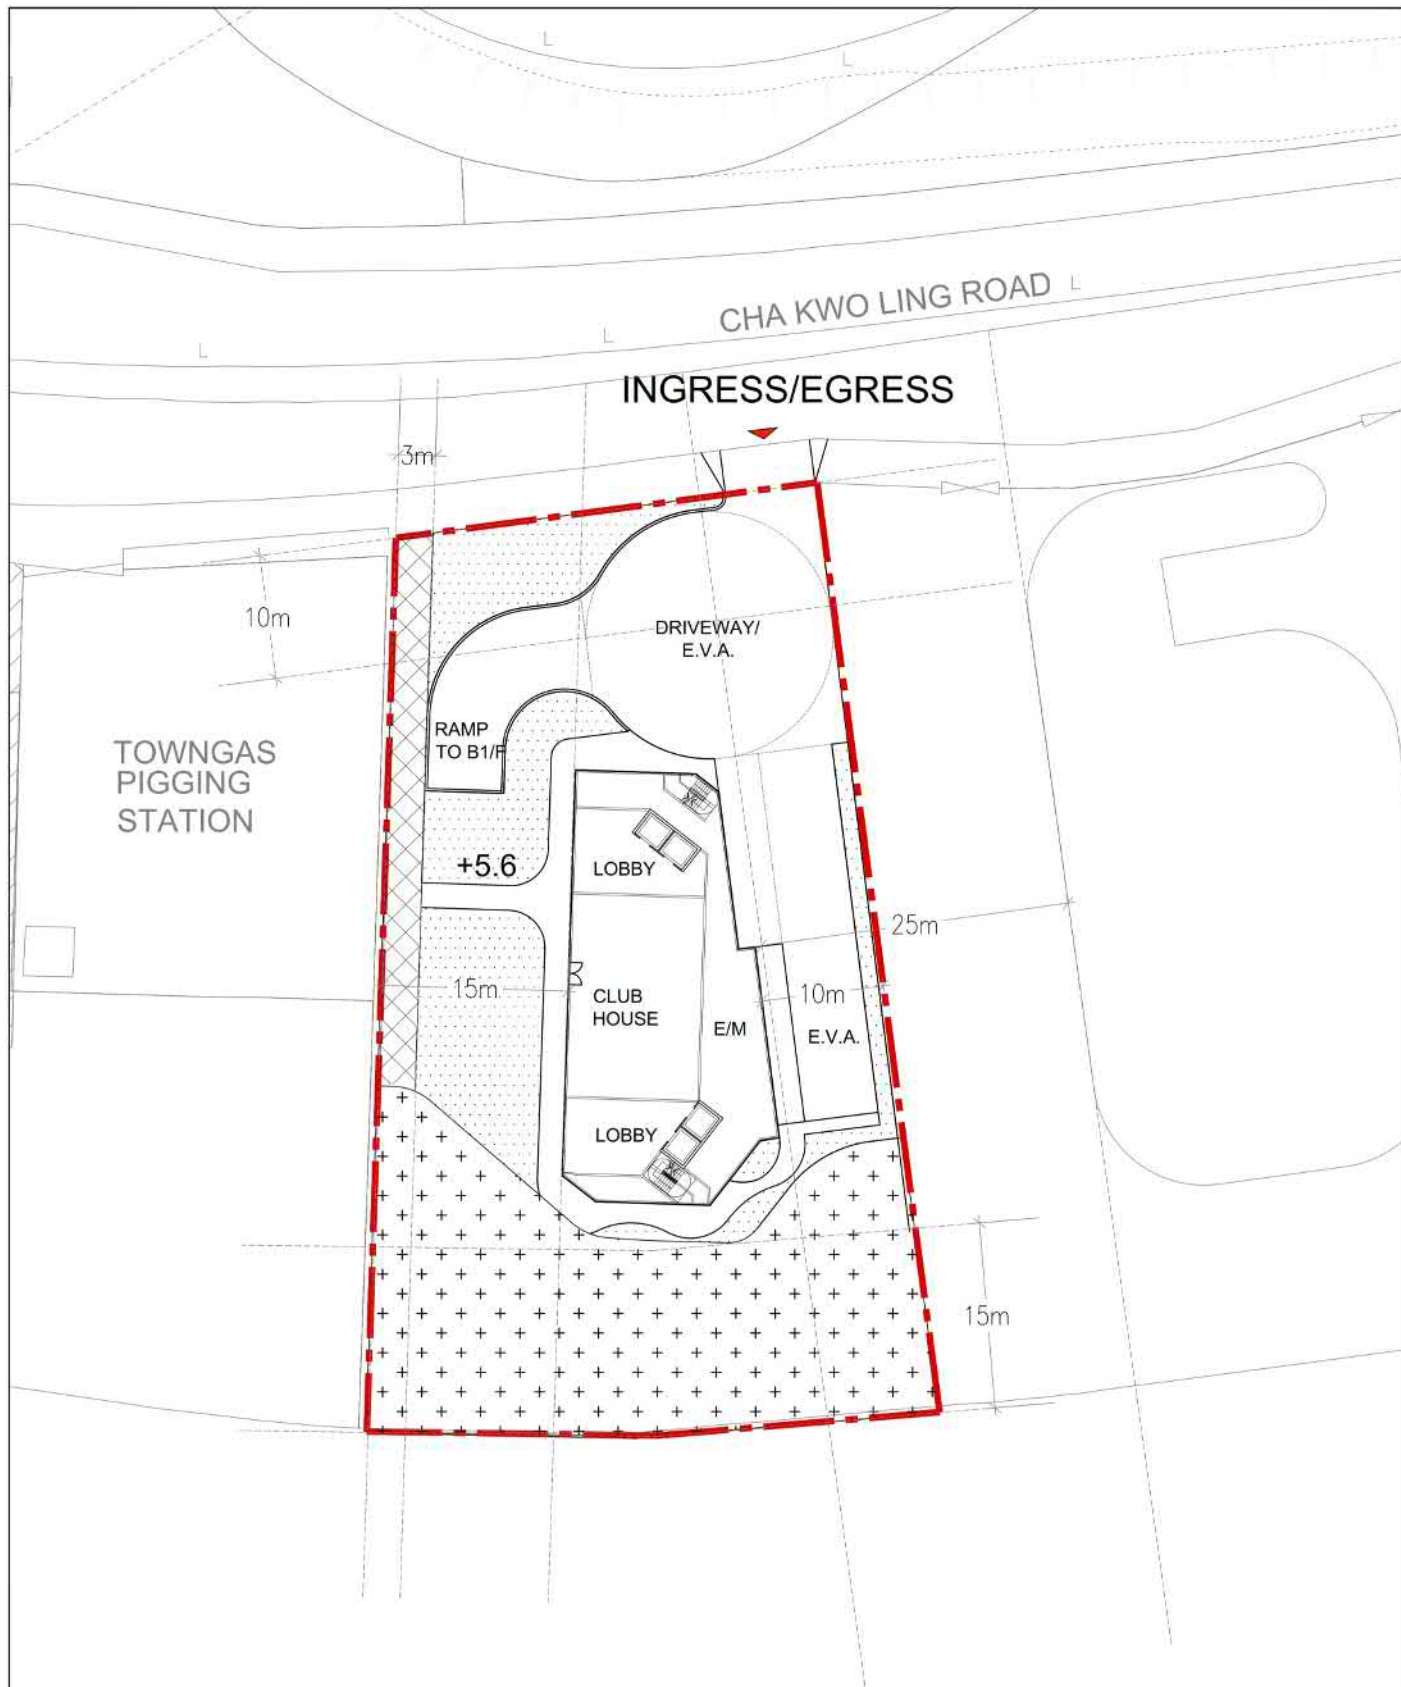 L
L
CHA KWO LING ROAD
L
L
L
INGRESS/EGRESS
3m
10m
DRIVEWAY/
E.V.A.
RAMP
TO B1/F
TOWNGAS
PIGGING
STATION
+5.6
LOBBY
25m
15m
CLUB
HOUSE
10m
E/M
E.V.A.
LOBBY
15m